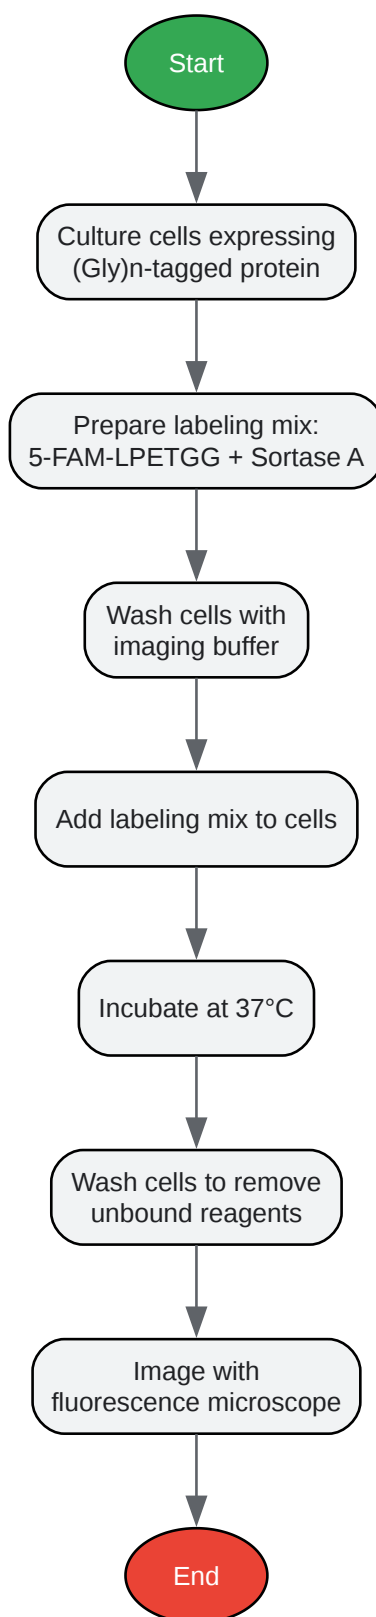 Start
Culture cells expressing
(Gly)n-tagged protein
Prepare labeling mix:
5-FAM-LPETGG + Sortase A
Wash cells with
imaging buffer
Add labeling mix to cells
Incubate at 37°C
Wash cells to remove
unbound reagents
Image with
fluorescence microscope
End